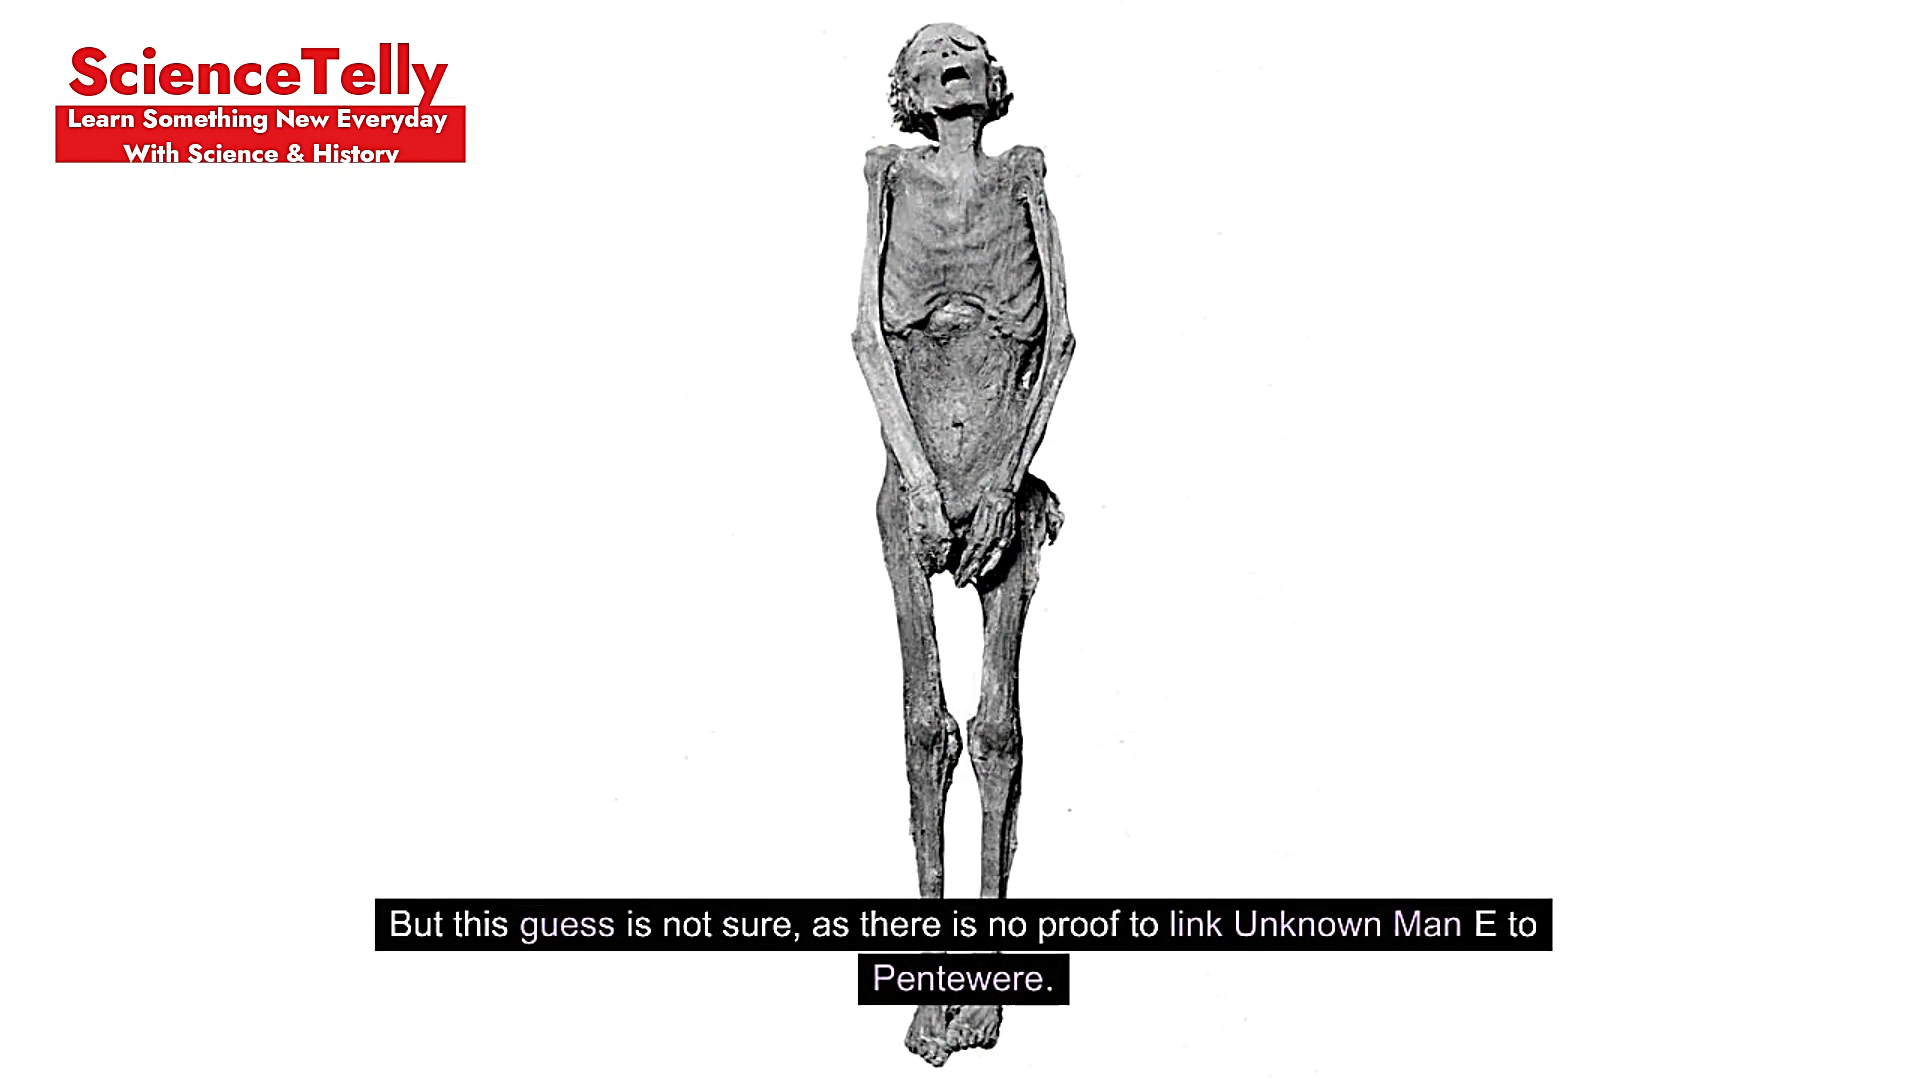 ScienceTelly
Learn Something New Everyday
With Science & History
But this guess is not sure, as there is no proof to link Unknown Man E to
Pentewere.